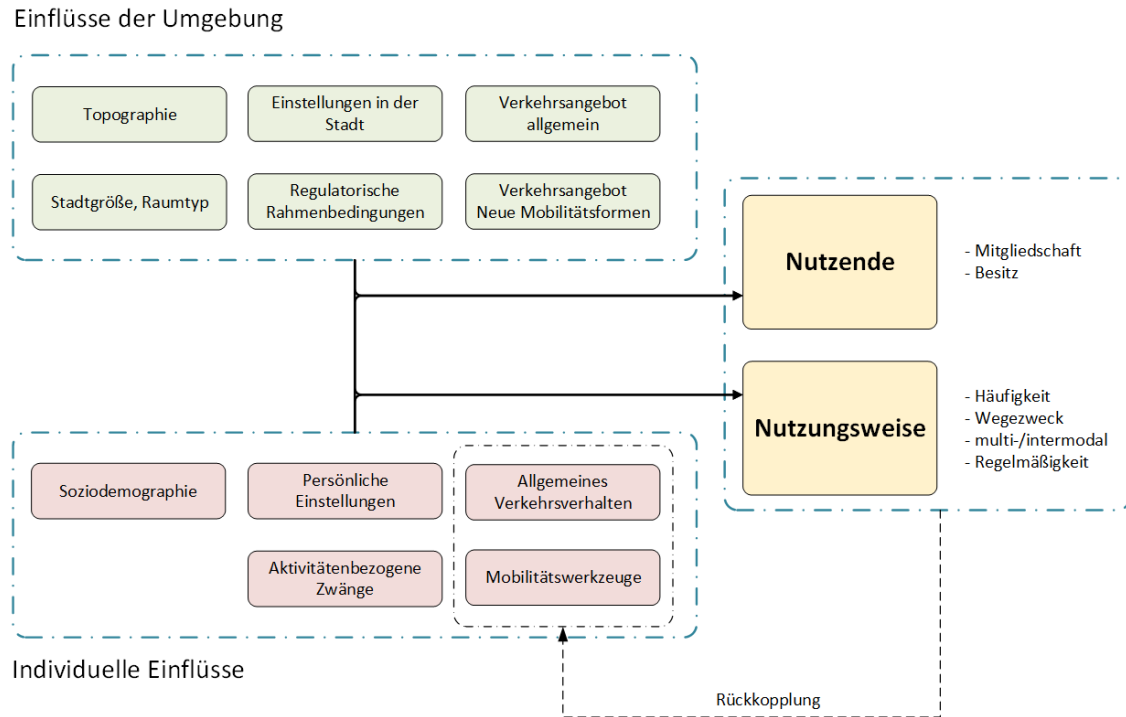 Einflüsse der Umgebung
Topographie
Einstellungen in der
Stadt
Verkehrsangebot
allgemein
Stadtgröße, Raumtyp
Regulatorische
Rahmenbedingungen
Verkehrsangebot
Neue Mobilitätsformen
Nutzende
- Mitgliedschaft
- Besitz
Nutzungsweise
- Häufigkeit
- Wegezweck
- multi-/intermodal
- Regelmäßigkeit
Soziodemographie
Persönliche
Einstellungen
Allgemeines
Verkehrsverhalten
Aktivitätenbezogene
Zwänge
Mobilitätswerkzeuge
Individuelle Einflüsse
Rückkopplung